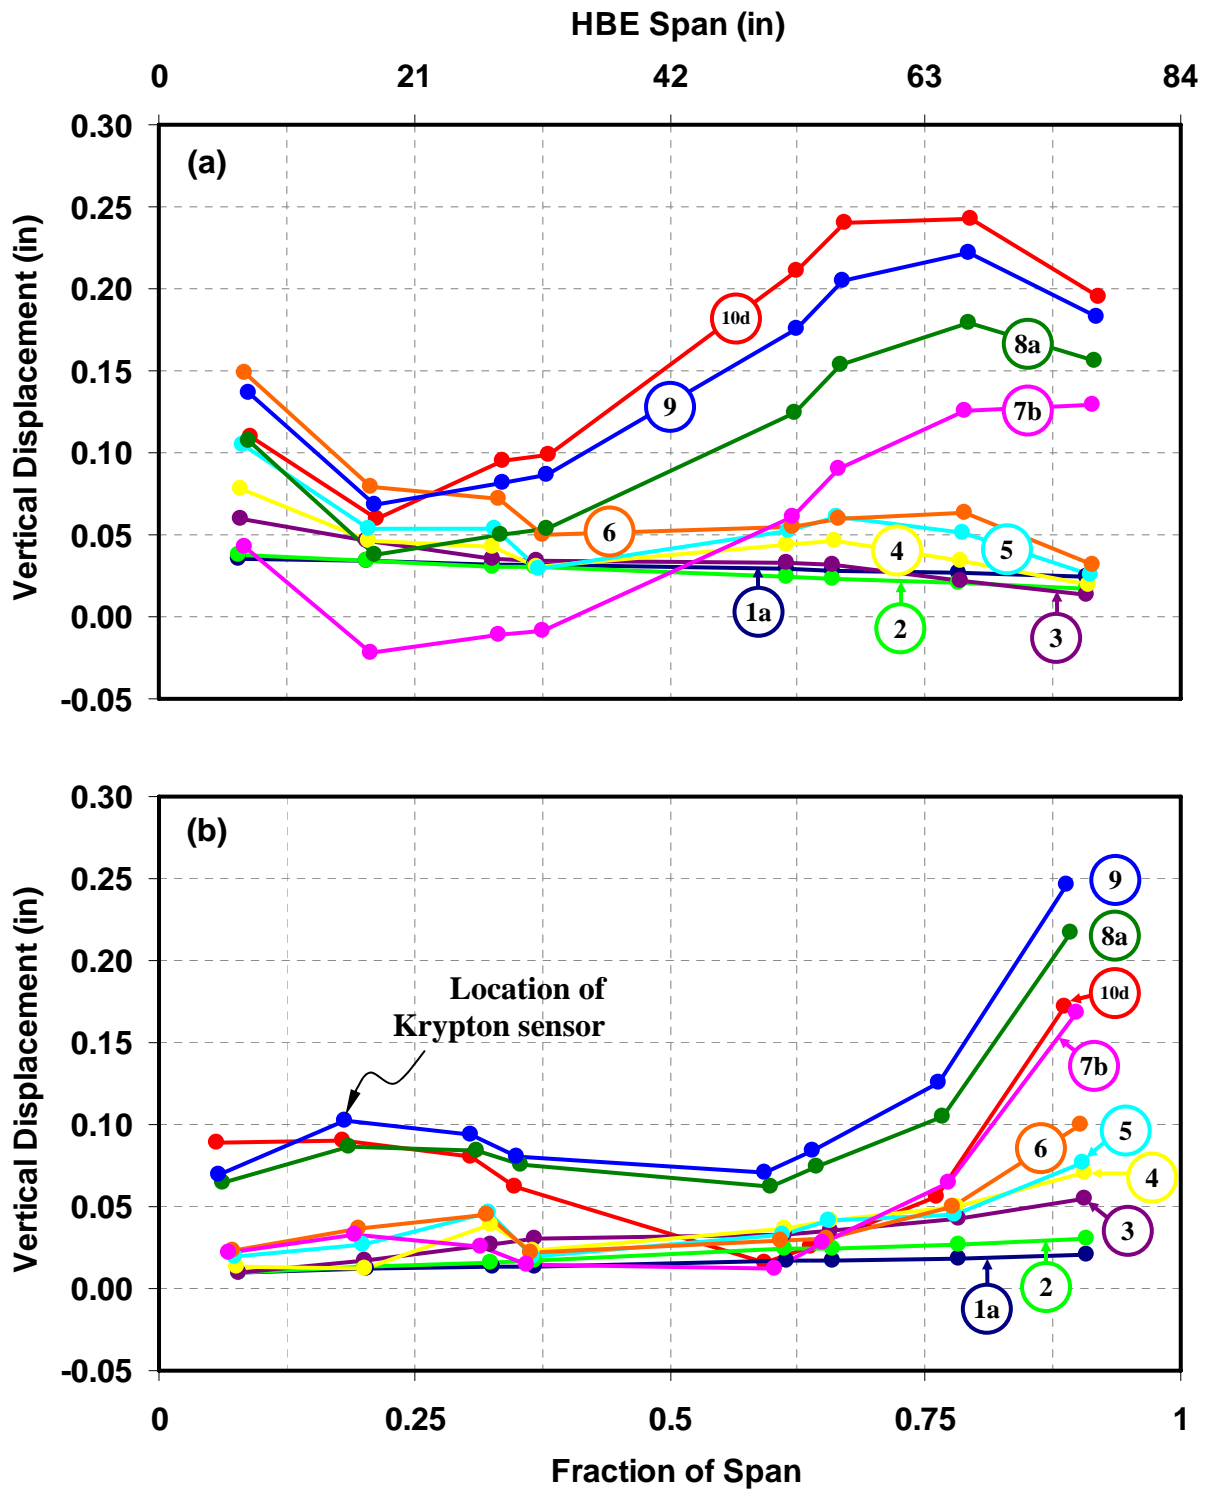 HBE Span (in)
0 21 42 63 84
0.30
(a)
0.25
0.20
0.15
0.10
0.05
0.00
-0.05
Vertical Displacement (in)
10d
8a
9
7b
6
4
5
1a
2
3
0.30
(b)
0.25
0.20
0.15
0.10
0.05
0.00
-0.05
Vertical Displacement (in)
Location of
Krypton sensor
9
8a
10d
7b
6
5
4
3
2
1a
0 0.25 0.5 0.75 1
Fraction of Span